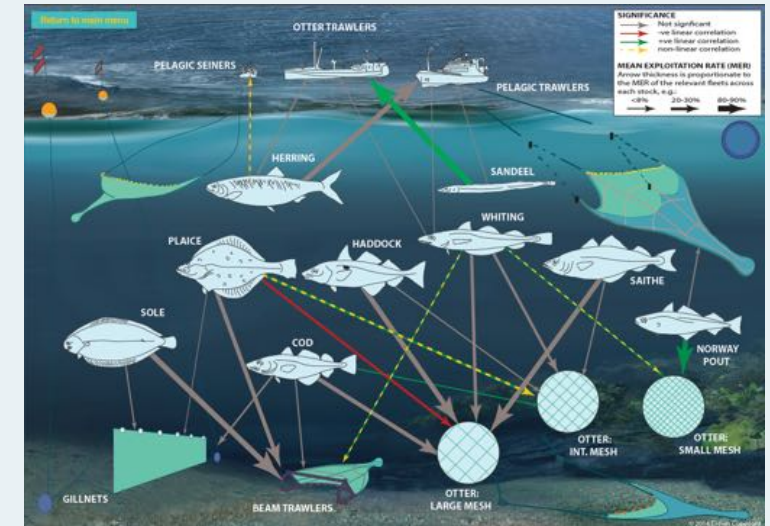 Return to main menu
OTTER TRAWLERS
PELAGIC SEINERS
PELAGIC TRAWLERS
SIGNIFICANCE
Not signficant
-ve linear correlation
+ve linear correlation
non-linear correlation
MEAN EXPLOITATION RATE (MER)
Arrow thickness is proportionate to
the MER of the relevant fleets across
each stock, e.g.:
<8% 20-30% 80-90%
HERRING
SANDEEL
WHITING
PLAICE
HADDOCK
SAITHE
SOLE
COD
NORWAY
POUT
GILLNETS
BEAM TRAWLERS
OTTER:
LARGE MESH
OTTER:
INT. MESH
OTTER:
SMALL MESH